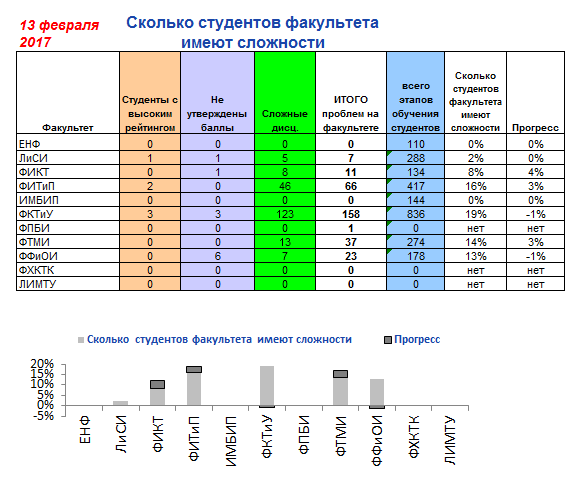 13 февраля
2017
Сколько студентов факультета
имеют сложности
Факультет Студенты с высоким рейтингом Не утверждены баллы Сложные дисц. ИТОГО проблем на факультете всего этапов обучения студентов Сколько студентов факультета имеют сложности Прогресс
ЕНФ 0 0 0 0 110 0% 0%
ЛиСИ 1 1 5 7 288 2% 0%
ФИКТ 0 1 8 11 134 8% 4%
ФИТиП 2 0 46 66 417 16% 3%
ИМБИП 0 0 0 0 144 0% 0%
ФКТиУ 3 3 123 158 836 19% -1%
ФПБИ 0 0 0 1 0 нет нет
ФТМИ 0 0 13 37 274 14% 3%
ФФиОИ 0 6 7 23 178 13% -1%
ФХКТК 0 0 0 0 0 нет нет
ЛИМТУ 0 0 0 0 0 нет нет
Сколько студентов факультета имеют сложности Прогресс
20%
15%
10%
5%
0%
-5%
ЕНФ ЛиСИ ФИКТ ФИТиП ИМБИП ФКТиУ ФПБИ ФТМИ ФФиОИ ФХКТК ЛИМТУ